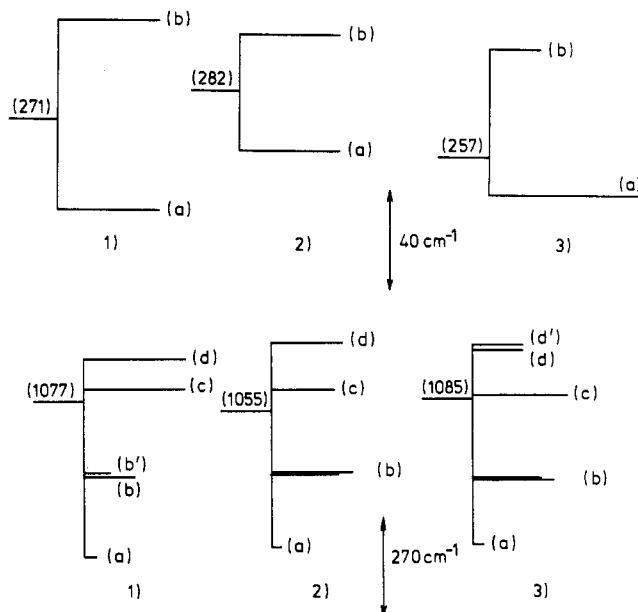 (b)
(b)
(b)
(271)
(282)
(257)
(a)
(a)
(a)
1)
2)
40 cm⁻¹
3)
(d)
(d)
(d')
(d)
(c)
(c)
(c)
(1077)
(1055)
(1085)
(b')
(b)
(b)
(b)
(a)
(a)
(a)
1)
2)
270 cm⁻¹
3)